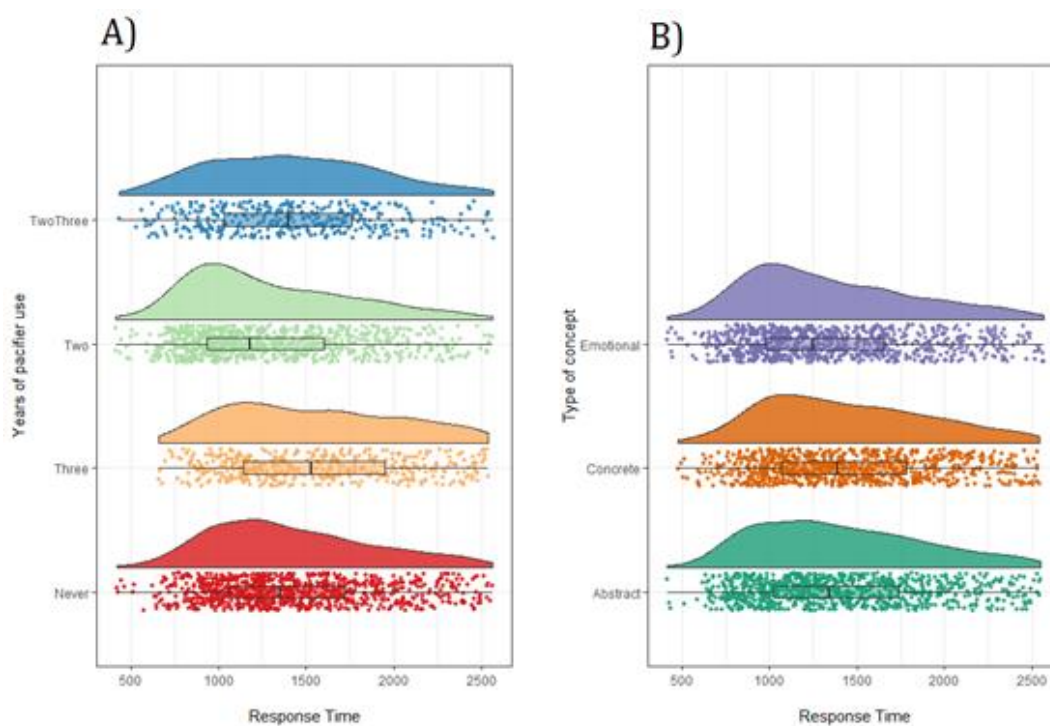 A)
Years of pacifier use
TwoThree
Two
Three
Never
500 1000 1500 2000 2500
Response Time
B)
Type of concept
Emotional
Concrete
Abstract
500 1000 1500 2000 2500
Response Time